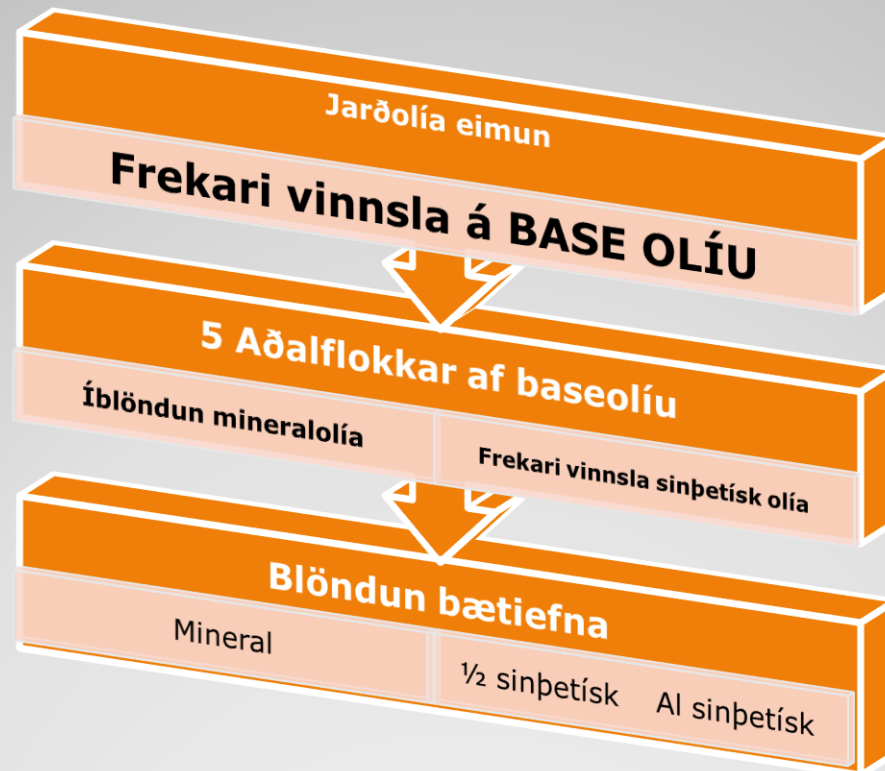 Jarðolía eimun
Frekari vinnsla á BASE OLÍU
5 Aðalflokkar af baseolíu
Íblöndun mineralolía
Frekari vinnsla sinþetísk olía
Blöndun bætiefna
Mineral
½ sinþetísk Al sinþetísk